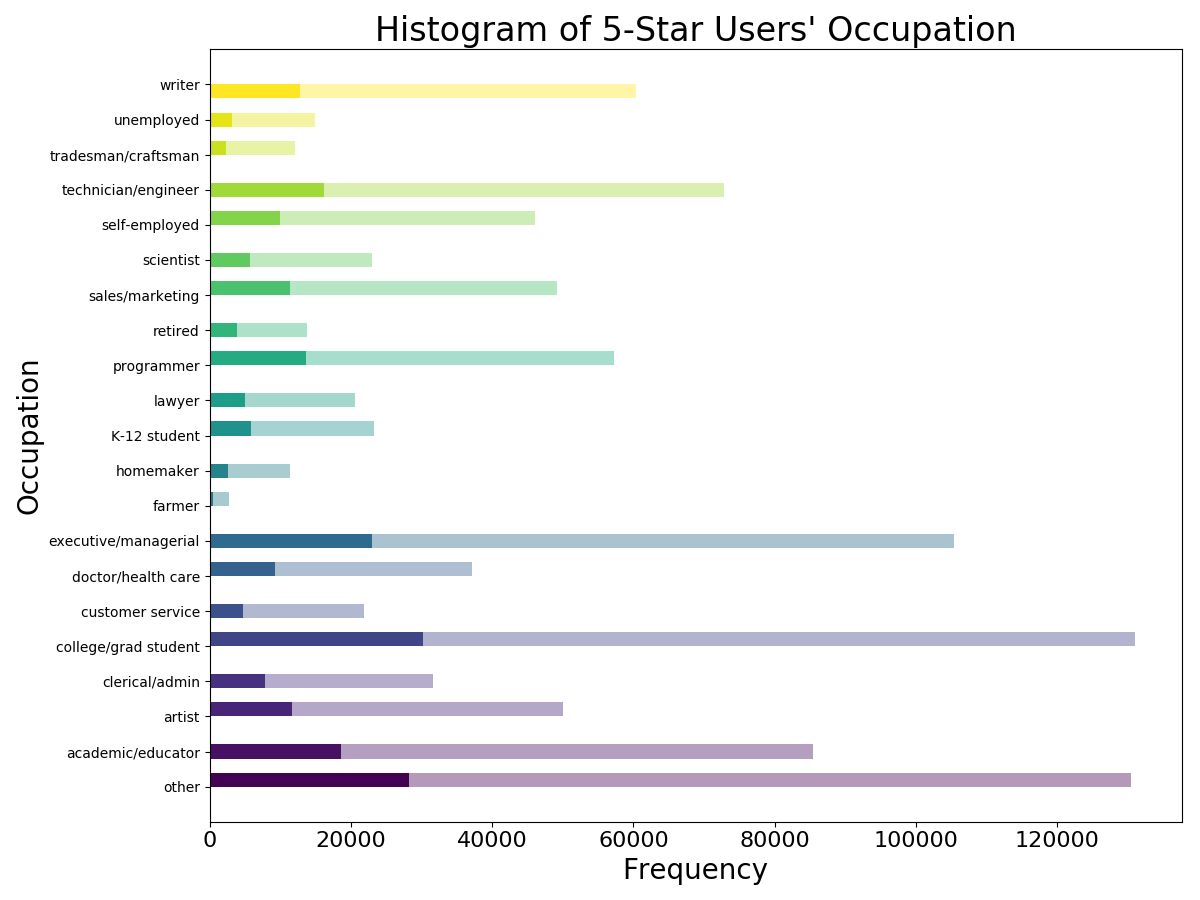 Histogram of 5-Star Users' Occupation
writer
unemployed
tradesman/craftsman
technician/engineer
self-employed
scientist
sales/marketing
retired
programmer
lawyer
K-12 student
homemaker
farmer
executive/managerial
doctor/health care
customer service
college/grad student
clerical/admin
artist
academic/educator
other
Occupation
0 20000 40000 60000 80000 100000 120000
Frequency